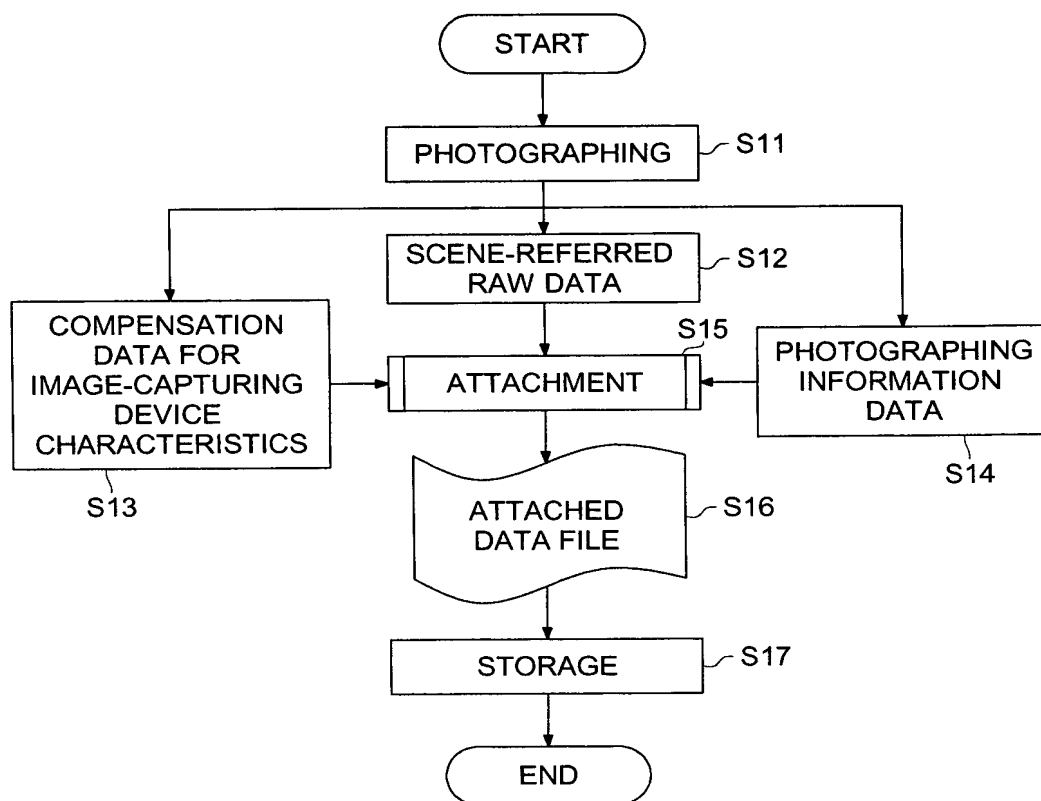 START
PHOTOGRAPHING
S11
SCENE-REFERRED
RAW DATA
S12
COMPENSATION
DATA FOR
IMAGE-CAPTURING
DEVICE
CHARACTERISTICS
S13
PHOTOGRAPHING
INFORMATION
DATA
S14
S15
ATTACHMENT
ATTACHED
DATA FILE
S16
STORAGE
S17
END